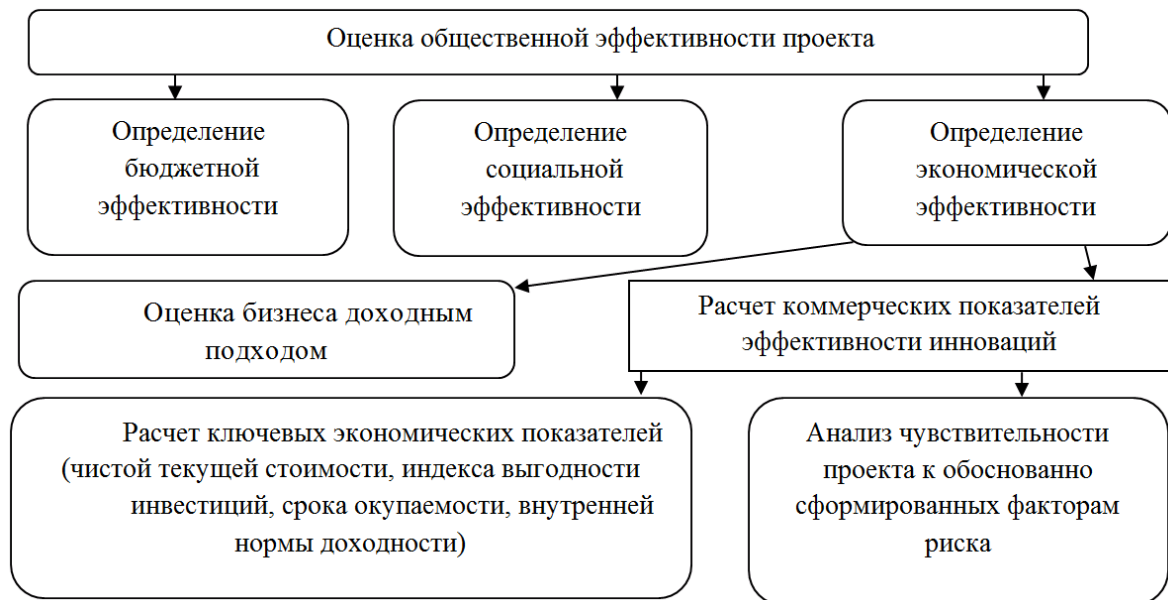 Оценка общественной эффективности проекта
Определение
бюджетной
эффективности
Определение
социальной
эффективности
Определение
экономической
эффективности
Оценка бизнеса доходным
подходом
Расчет коммерческих показателей
эффективности инноваций
Расчет ключевых экономических показателей
(чистой текущей стоимости, индекса выгодности
инвестиций, срока окупаемости, внутренней
нормы доходности)
Анализ чувствительности
проекта к обоснованно
сформированных факторам
риска